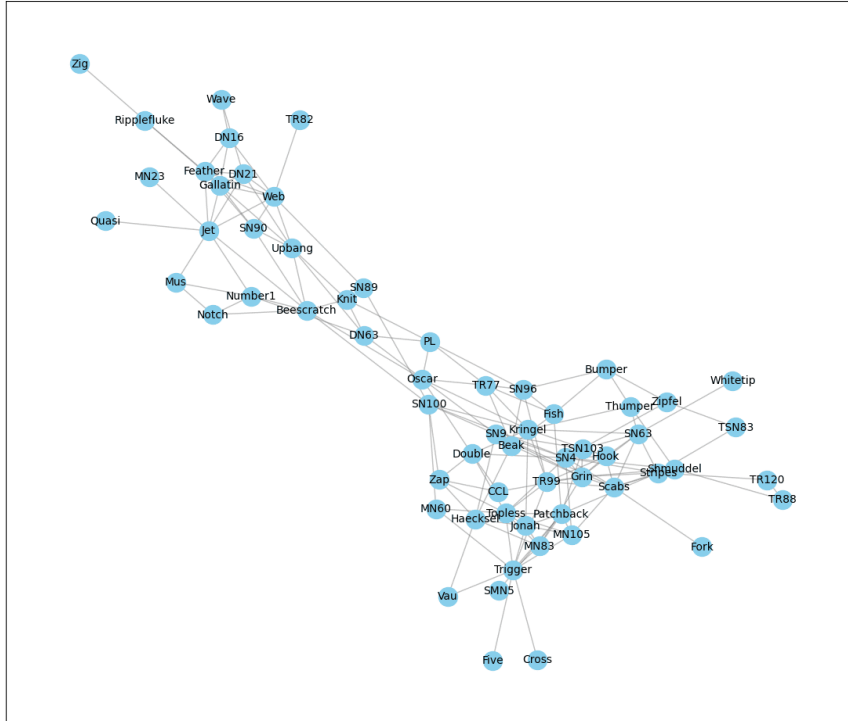 Zig
Wave
Ripplefluke
TR82
DN16
Feather
DN21
MN23
Gallatin
Web
Quasi
Jet
SN90
Upbang
Mus
SN89
Number1
Knit
Notch
Beescratch
DN63
PL
Bumper
Oscar
TR77
SN96
Whitetip
SN100
Zipfel
Thumper
Fish
TSN83
SN9
Kringel
SN63
Beak
TSN103
Double
SN4
Hook
Shmuddel
Stripes
Zap
TR99
Grin
TR120
CCL
Scabs
TR88
MN60
Haeckser
Topless
Patchback
Jonah
MN105
MN83
Fork
Trigger
Vau
SMN5
Five
Cross